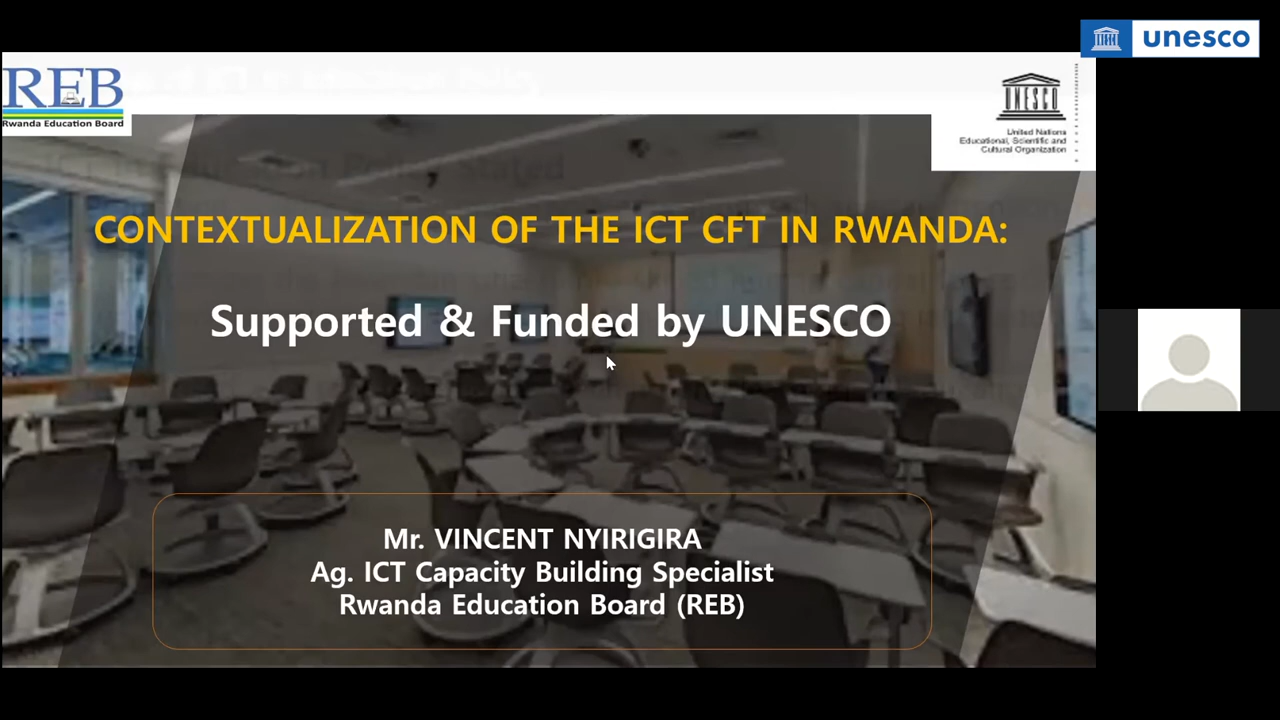 unesco
REB
Rwanda Education Board
UNESCO
United Nations
Educational, Scientific and
Cultural Organization
CONTEXTUALIZATION OF THE ICT CFT IN RWANDA:
Supported & Funded by UNESCO
Mr. VINCENT NYIRIGIRA
Ag. ICT Capacity Building Specialist
Rwanda Education Board (REB)